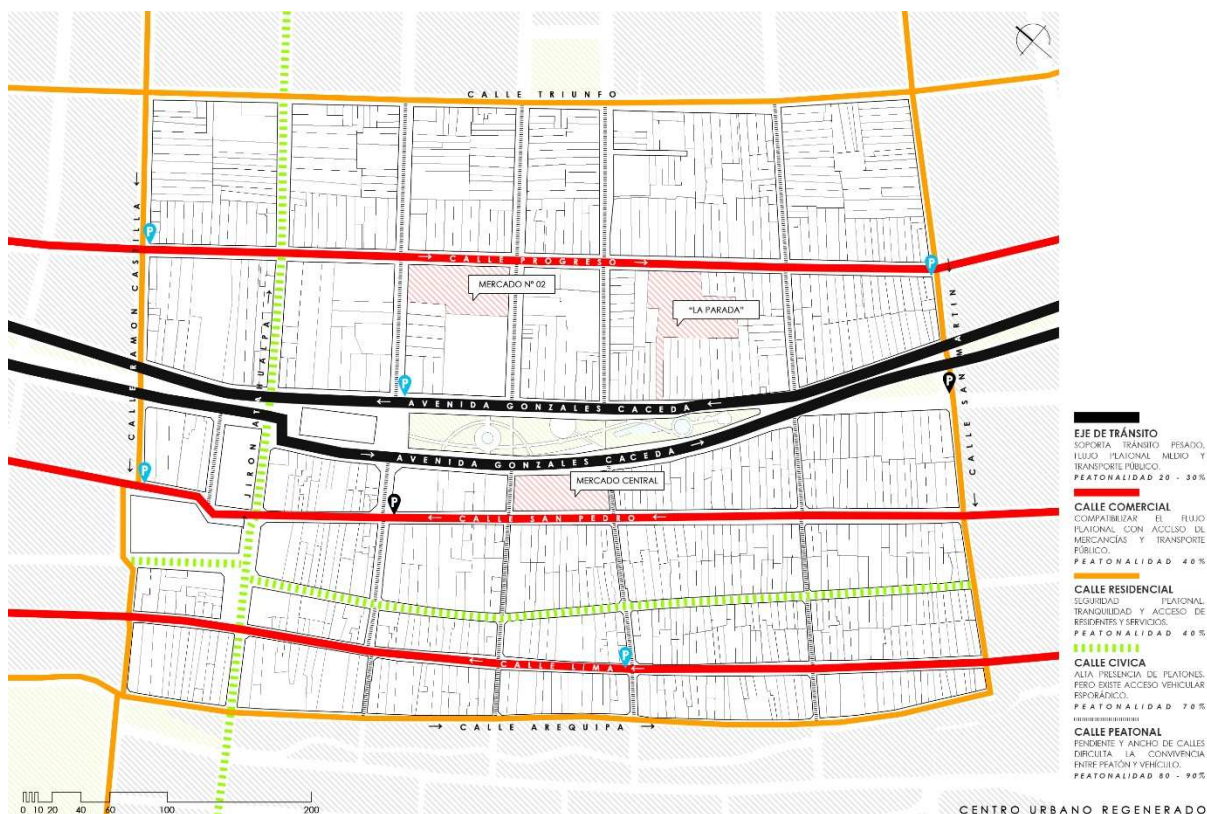 CALLE TRIUNFO
CALLE RAMON CASTILLA
P
CALLE PROGRESO
P
MERCADO Nº 02
"LA PARADA"
JIRON ATAHUALPA
CALLE SAN MARTIN
P
AVENIDA GONZALES CACEDA
P
AVENIDA GONZALES CACEDA
P
MERCADO CENTRAL
P
CALLE SAN PEDRO
P
CALLE LIMA
CALLE AREQUIPA
EJE DE TRÁNSITO
SOPORTA TRÁNSITO PESADO,
FLUJO PEATONAL MEDIO Y
TRANSPORTE PÚBLICO.
PEATONALIDAD 20 - 30%
CALLE COMERCIAL
COMPATIBILIZAR EL FLUJO
PEATONAL CON ACCESO DE
MERCANCÍAS Y TRANSPORTE
PÚBLICO.
PEATONALIDAD 40%
CALLE RESIDENCIAL
SEGURIDAD PEATONAL,
TRANQUILIDAD Y ACCESO DE
RESIDENTES Y SERVICIOS.
PEATONALIDAD 40%
CALLE CIVICA
ALTA PRESENCIA DE PEATONES,
PERO EXISTE ACCESO VEHICULAR
ESPORÁDICO.
PEATONALIDAD 70%
CALLE PEATONAL
PENDIENTE Y ANCHO DE CALLES
DIFICULTA LA CONVIVENCIA
ENTRE PEATÓN Y VEHÍCULO.
PEATONALIDAD 80 - 90%
0 10 20 40 60 100 200
CENTRO URBANO REGENERADO